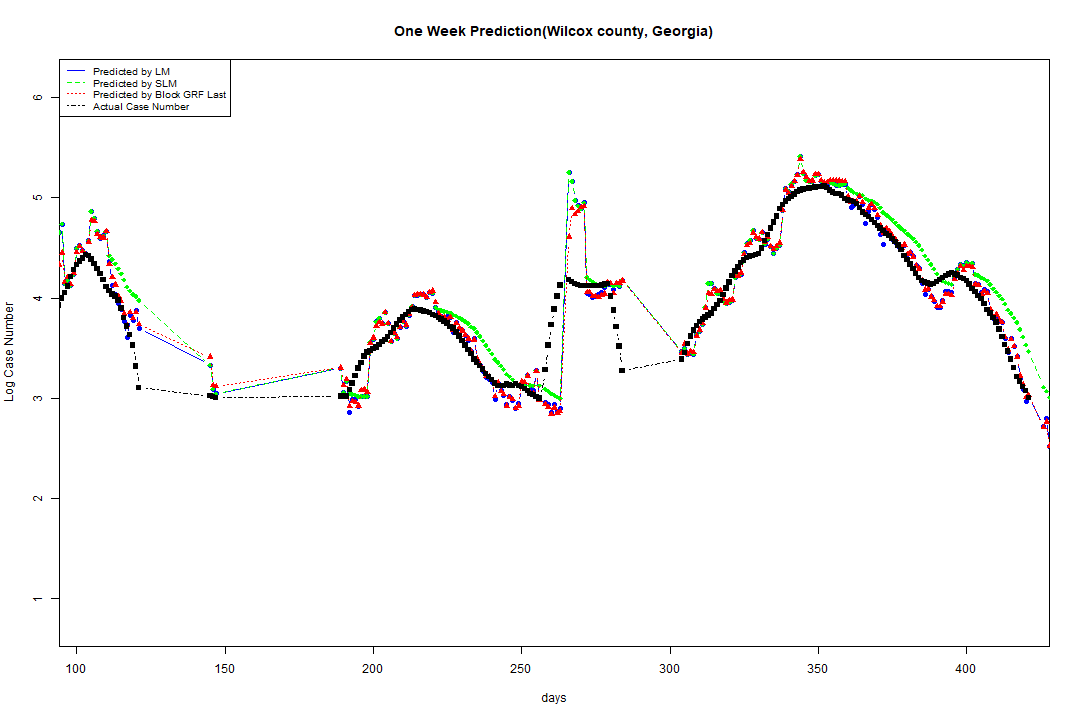 One Week Prediction(Wilcox county, Georgia)
Predicted by LM
Predicted by SLM
Predicted by Block GRF Last
Actual Case Number
Log Case Number
6
5
4
3
2
1
100 150 200 250 300 350 400
days